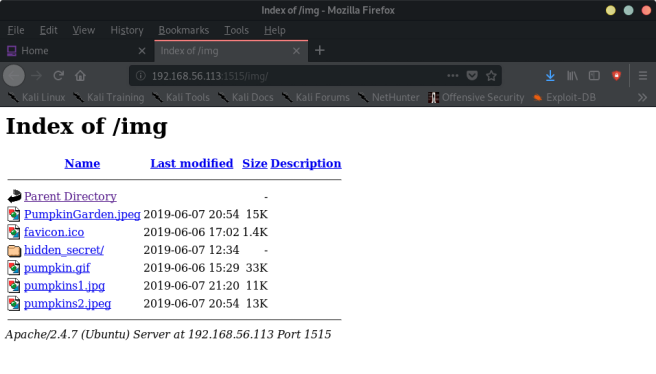 Index of /img - Mozilla Firefox
File Edit View History Bookmarks Tools Help
Home Index of /img
192.168.56.113:1515/img/
Kali Linux Kali Training Kali Tools Kali Docs Kali Forums NetHunter Offensive Security Exploit-DB
Index of /img
Name Last modified Size Description
Parent Directory -
PumpkinGarden.jpeg 2019-06-07 20:54 15K
favicon.ico 2019-06-06 17:02 1.4K
hidden_secret/ 2019-06-07 12:34 -
pumpkin.gif 2019-06-06 15:29 33K
pumpkins1.jpg 2019-06-07 21:20 11K
pumpkins2.jpeg 2019-06-07 20:54 13K
Apache/2.4.7 (Ubuntu) Server at 192.168.56.113 Port 1515